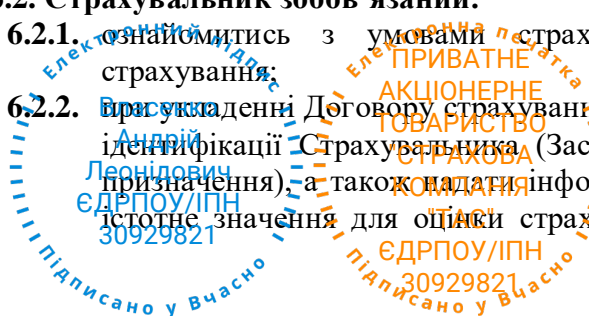 6.2. Страхувальник зобов'язаний:
6.2.1. ознайомитись з умовами страх
страхування;
6.2.2. при укладенні Договору страхуван
ідентифікації Страхувальника (Зас
призначення), а також надати інфо
істотне значення для оцінки страх
Електронний підпис
Власенко
Андрій
Леонідович
ЄДРПОУ/ІПН
30929821
Підписано у Вчасно
Електронна печатка
ПРИВАТНЕ
АКЦІОНЕРНЕ
ТОВАРИСТВО
"СТРАХОВА
КОМПАНІЯ
"ТАС"
ЄДРПОУ/ІПН
30929821
Підписано у Вчасно